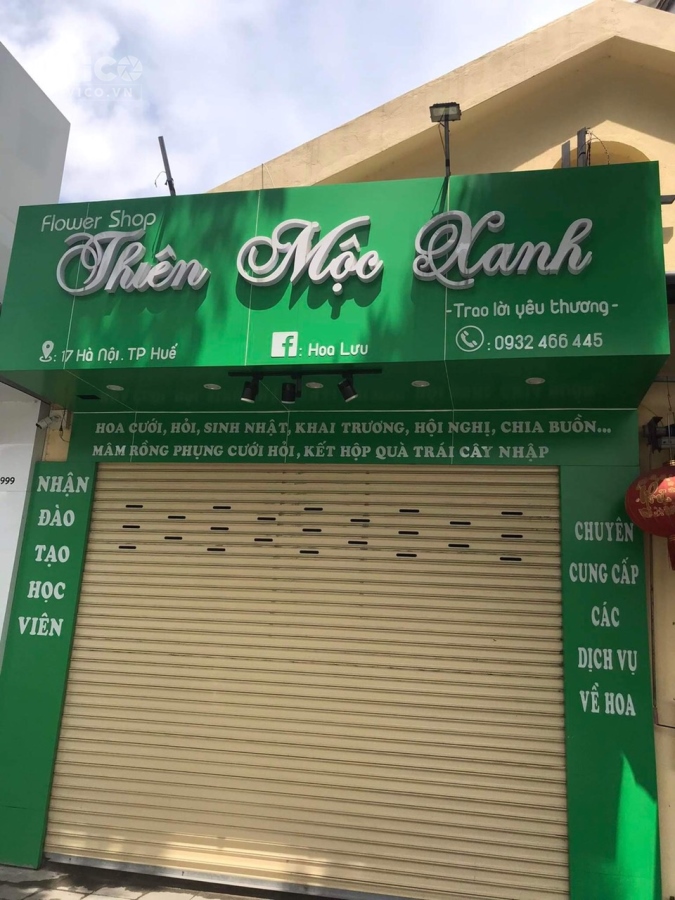 ICO.VN
Flower Shop
Thiên Mộc Xanh
-Trao lời yêu thương-
: 17 Hà Nội. TP Huế
f : Hoa Lưu
: 0932 466 445
HOA CƯỚI, HỎI, SINH NHẬT, KHAI TRƯƠNG, HỘI NGHỊ, CHIA BUỒN...
MÂM RỒNG PHỤNG CƯỚI HỎI, KẾT HỘP QUÀ TRÁI CÂY NHẬP
999
NHẬN
ĐÀO
TẠO
HỌC
VIÊN
CHUYÊN
CUNG CẤP
CÁC
DỊCH VỤ
VỀ HOA